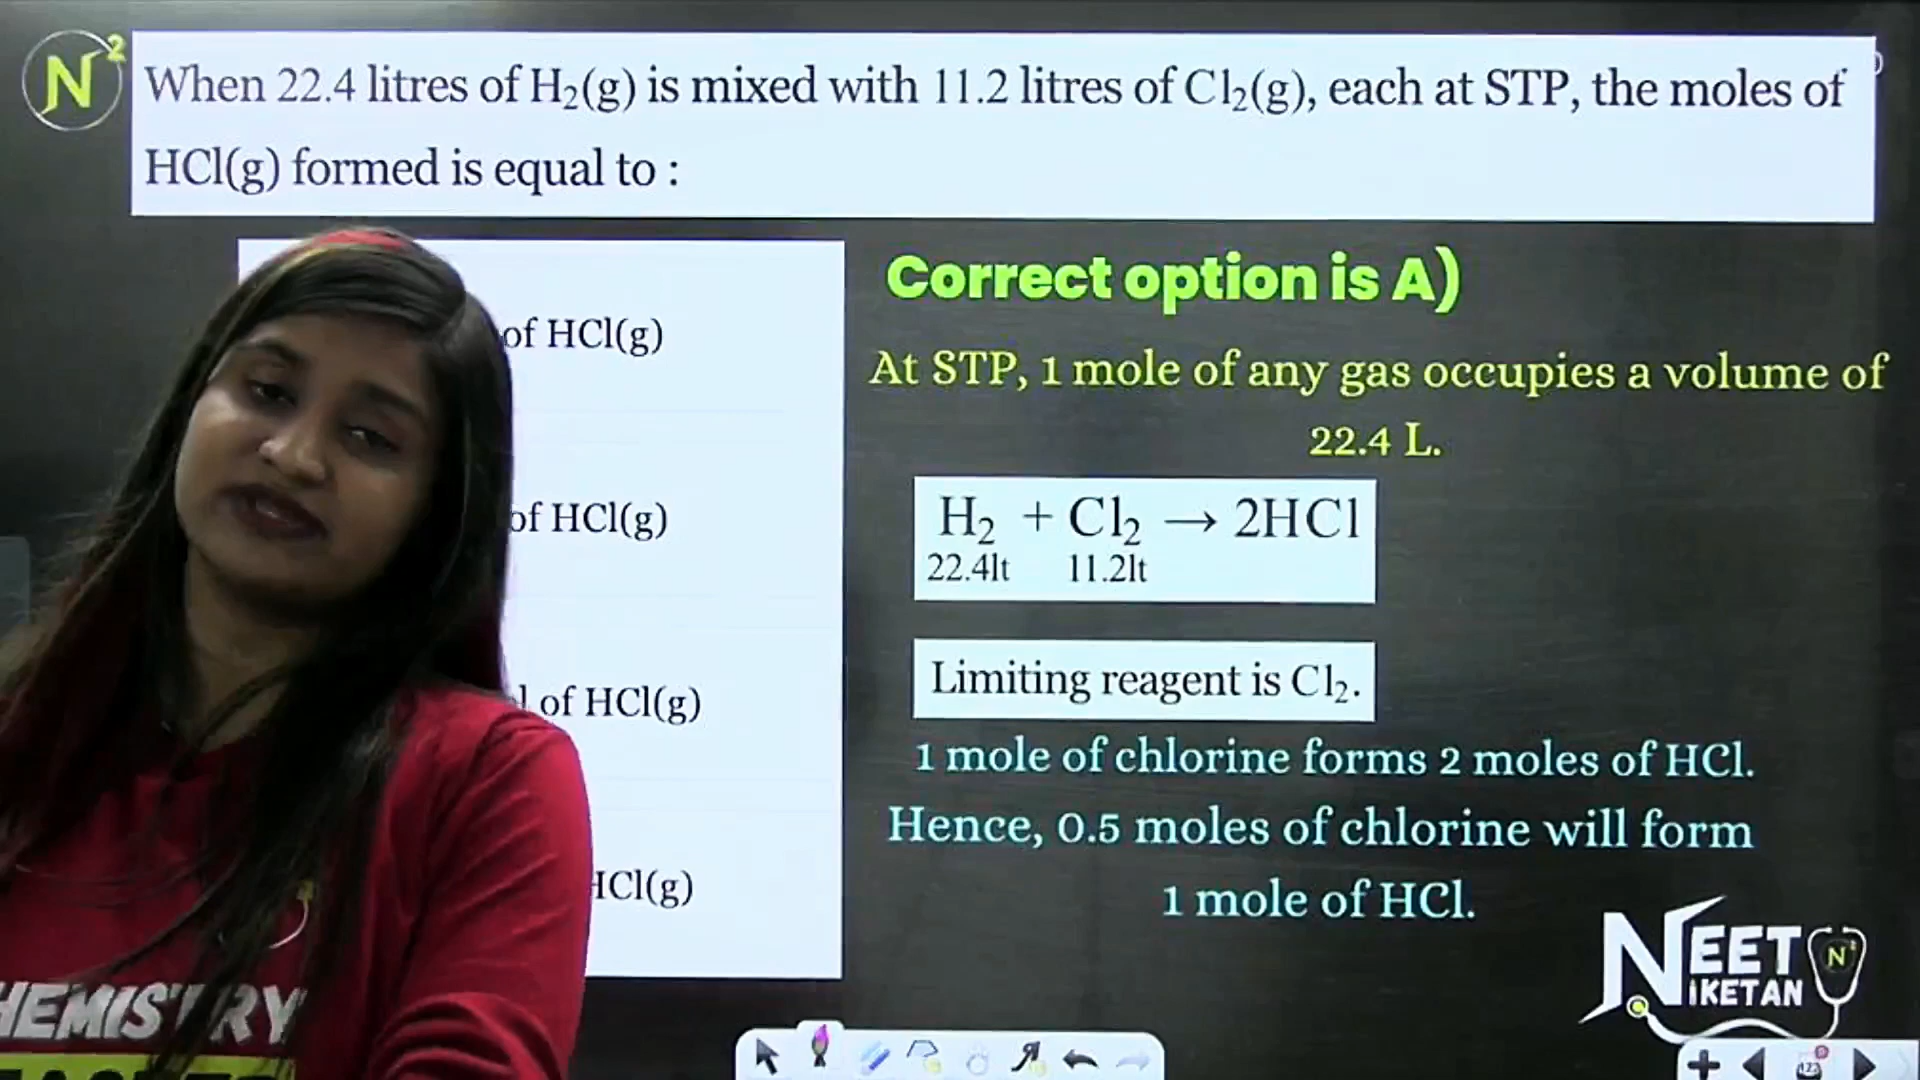 N²
When 22.4 litres of H₂(g) is mixed with 11.2 litres of Cl₂(g), each at STP, the moles of
HCl(g) formed is equal to :
of HCl(g)
of HCl(g)
of HCl(g)
HCl(g)
Correct option is A)
At STP, 1 mole of any gas occupies a volume of
22.4 L.
H₂ + Cl₂ → 2HCl
22.4lt 11.2lt
Limiting reagent is Cl₂.
1 mole of chlorine forms 2 moles of HCl.
Hence, 0.5 moles of chlorine will form
1 mole of HCl.
NEET
NIKETAN
N²
HEMISTRY